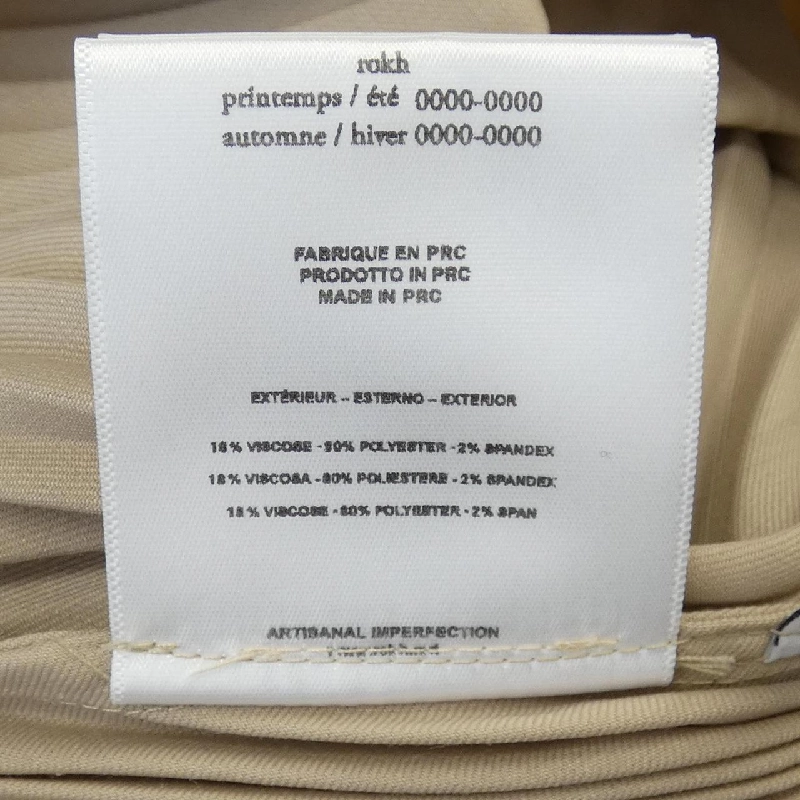 rokh
printemps / été 0000-0000
automne / hiver 0000-0000
FABRIQUE EN PRC
PRODOTTO IN PRC
MADE IN PRC
EXTÉRIEUR - ESTERNO - EXTERIOR
18% VISCOSE - 80% POLYESTER - 2% SPANDEX
18% VISCOSA - 80% POLIESTERE - 2% SPANDEX
18% VISCOSE - 80% POLYESTER - 2% SPAN
ARTISANAL IMPERFECTION